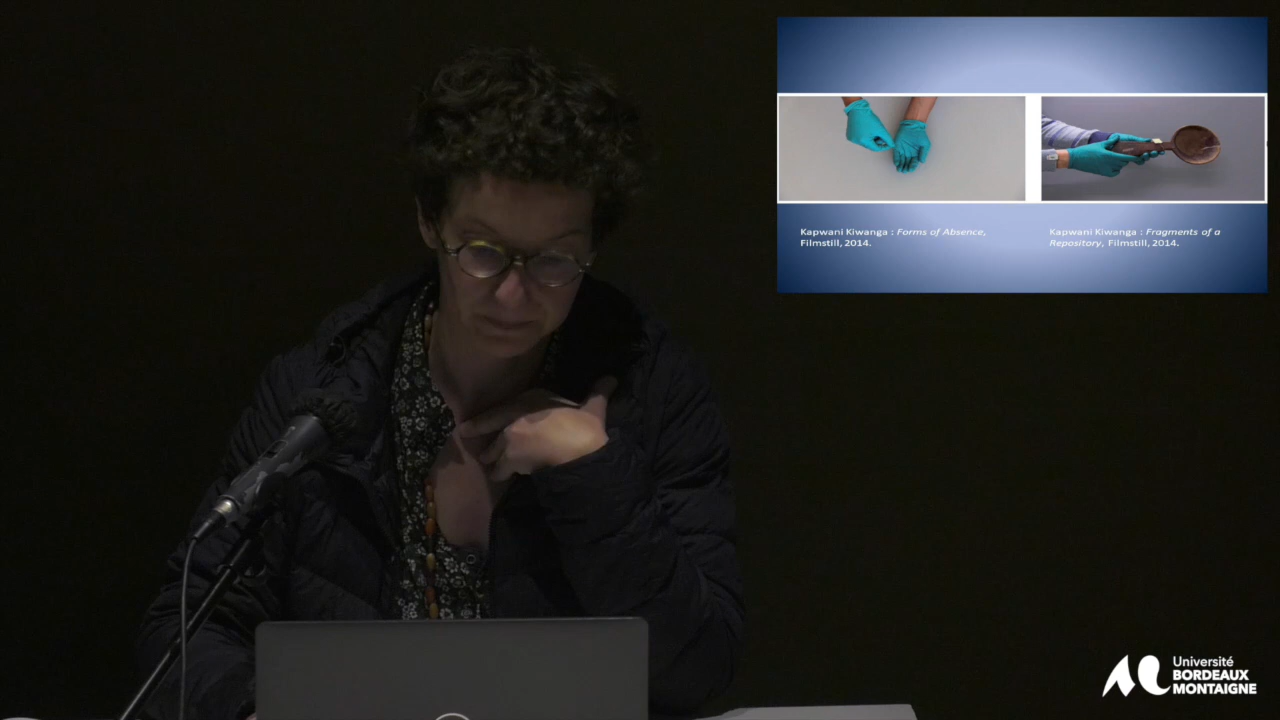 Kapwani Kiwanga : Forms of Absence,
Filmstill, 2014.
Kapwani Kiwanga : Fragments of a
Repository, Filmstill, 2014.
Université
BORDEAUX
MONTAIGNE